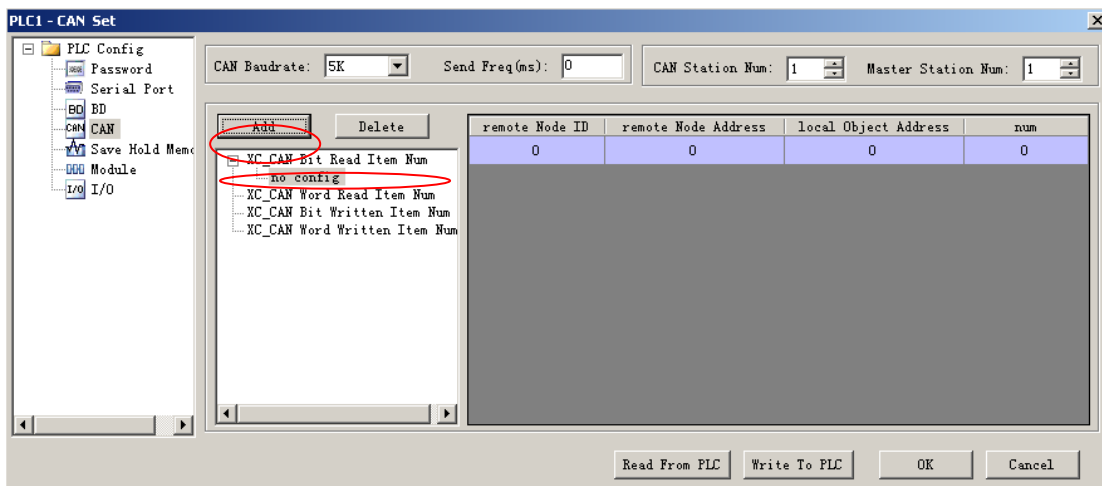 PLC1 - CAN Set
PLC Config
Password
Serial Port
BD BD
CAN CAN
Save Hold Memo
Module
I/O I/O
CAN Baudrate: 5K Send Freq(ms): 0 CAN Station Num: 1 Master Station Num: 1
Add Delete
XC_CAN Bit Read Item Num
no config
XC_CAN Word Read Item Num
XC_CAN Bit Written Item Num
XC_CAN Word Written Item Num
remote Node ID remote Node Address local Object Address num
0 0 0 0
Read From PLC Write To PLC OK Cancel